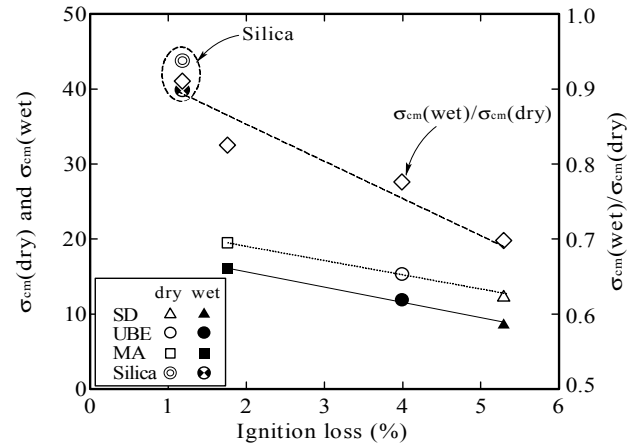 50
40
30
20
10
0
σcm(dry) and σcm(wet)
1.0
0.9
0.8
0.7
0.6
0.5
σcm(wet)/σcm(dry)
Silica
σcm(wet)/σcm(dry)
dry wet
SD
UBE
MA
Silica
0 1 2 3 4 5 6
Ignition loss (%)